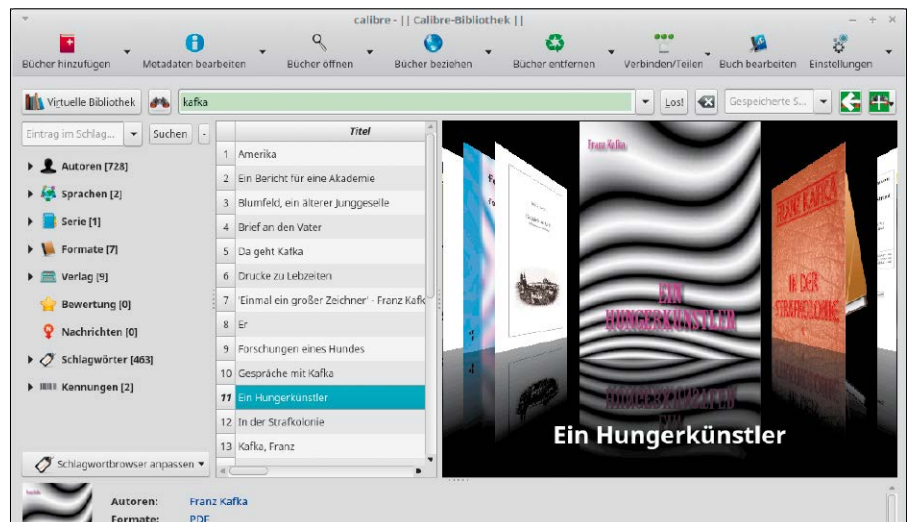 calibre - || Calibre-Bibliothek ||
Bücher hinzufügen Metadaten bearbeiten Bücher öffnen Bücher beziehen Bücher entfernen Verbinden/Teilen Buch bearbeiten Einstellungen
Virtuelle Bibliothek kafka Los! Gespeicherte S...
Eintrag im Schlag... Suchen -
Autoren [728]
Sprachen [2]
Serie [1]
Formate [7]
Verlag [9]
Bewertung [0]
Nachrichten [0]
Schlagwörter [463]
Kennungen [2]
Schlagwortbrowser anpassen
Titel
1 Amerika
2 Ein Bericht für eine Akademie
3 Blumfeld, ein älterer Junggeselle
4 Brief an den Vater
5 Da geht Kafka
6 Drucke zu Lebzeiten
7 'Einmal ein großer Zeichner' - Franz Kafk
8 Er
9 Forschungen eines Hundes
10 Gespräche mit Kafka
11 Ein Hungerkünstler
12 In der Strafkolonie
13 Kafka, Franz
Franz Kafka
EIN
HUNGERKÜNSTLER
FRANZ KAFKA
IN DER
STRAFKOLONIE
Ein Hungerkünstler
Autoren: Franz Kafka
Formate: PDF